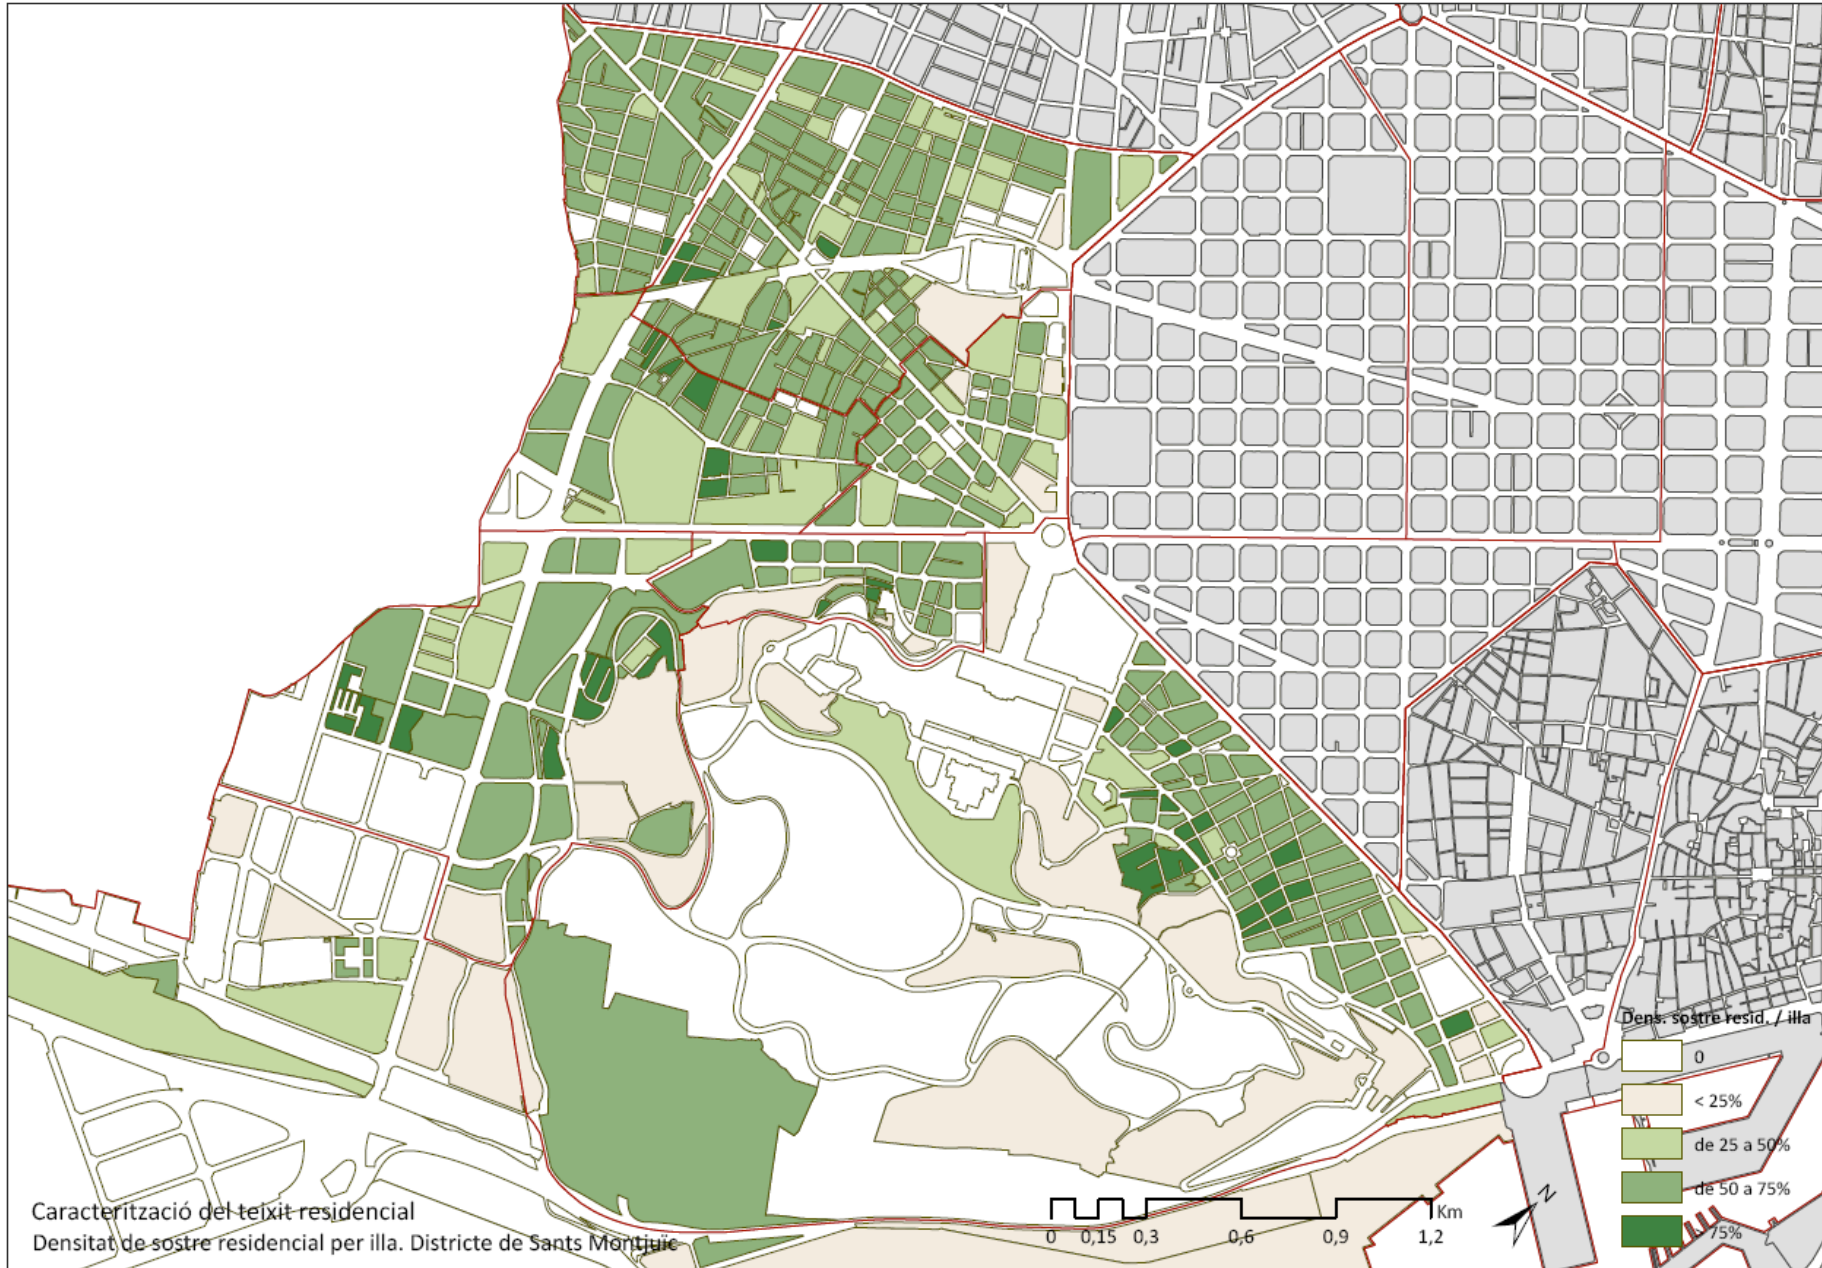 Dens. sostre resid. / illa
0
< 25%
de 25 a 50%
de 50 a 75%
> 75%
N
Km
0 0,15 0,3 0,6 0,9 1,2
Caracterització del teixit residencial
Densitat de sostre residencial per illa. Districte de Sants Montjuïc